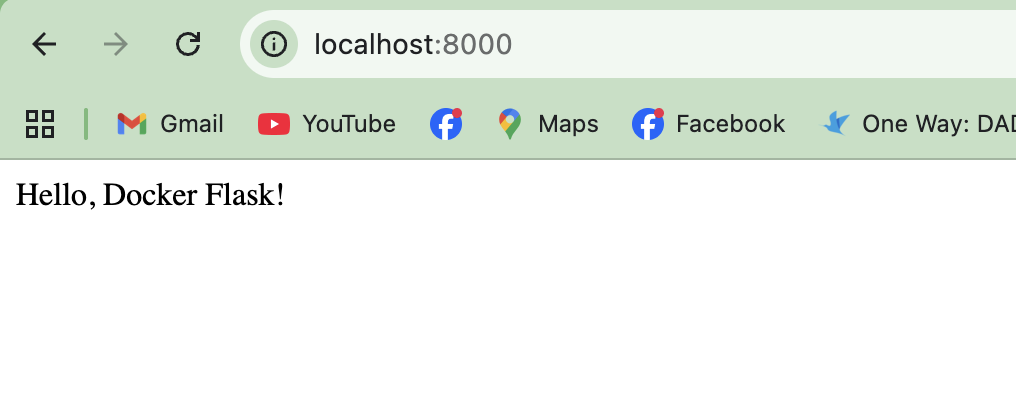 localhost:8000
Gmail YouTube Maps Facebook One Way: DAD
Hello, Docker Flask!